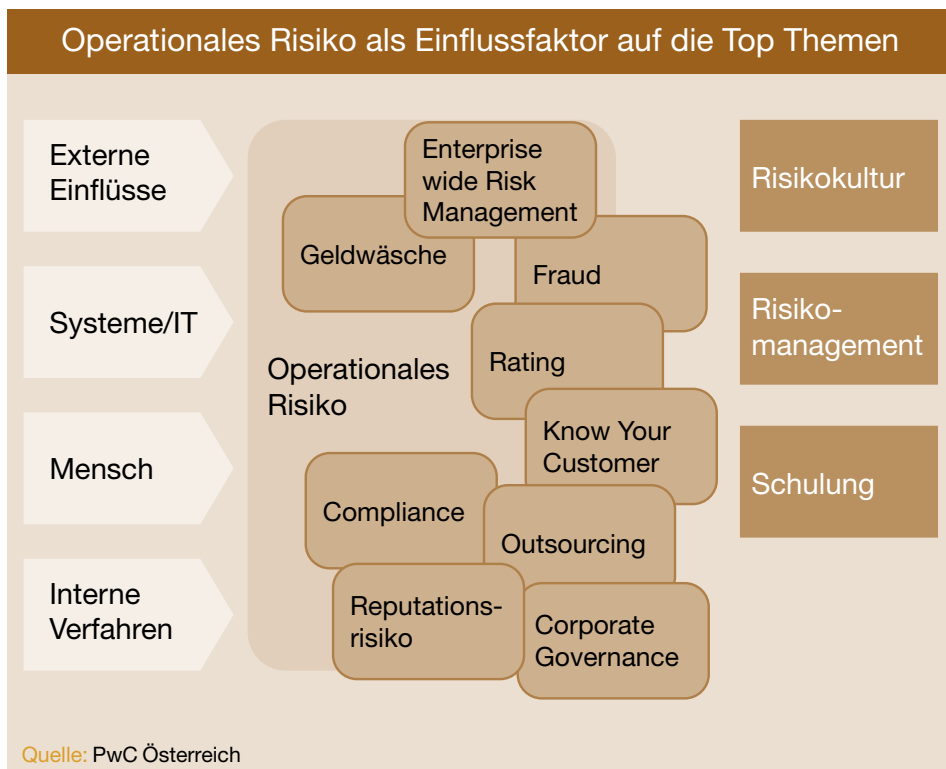 Operationales Risiko als Einflussfaktor auf die Top Themen
Externe
Einflüsse
Systeme/IT
Mensch
Interne
Verfahren
Operationales
Risiko
Enterprise
wide Risk
Management
Geldwäsche
Fraud
Rating
Know Your
Customer
Compliance
Outsourcing
Reputations-
risiko
Corporate
Governance
Risikokultur
Risiko-
management
Schulung
Quelle: PwC Österreich